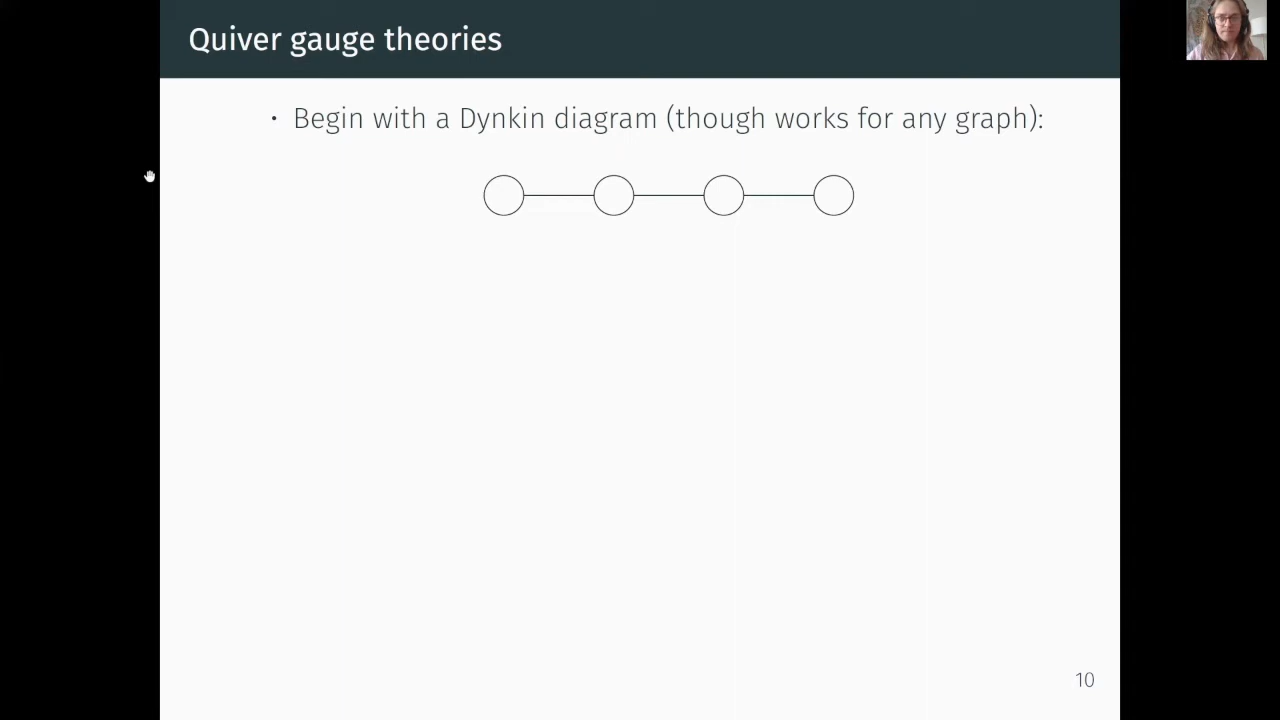 Quiver gauge theories
· Begin with a Dynkin diagram (though works for any graph):
10